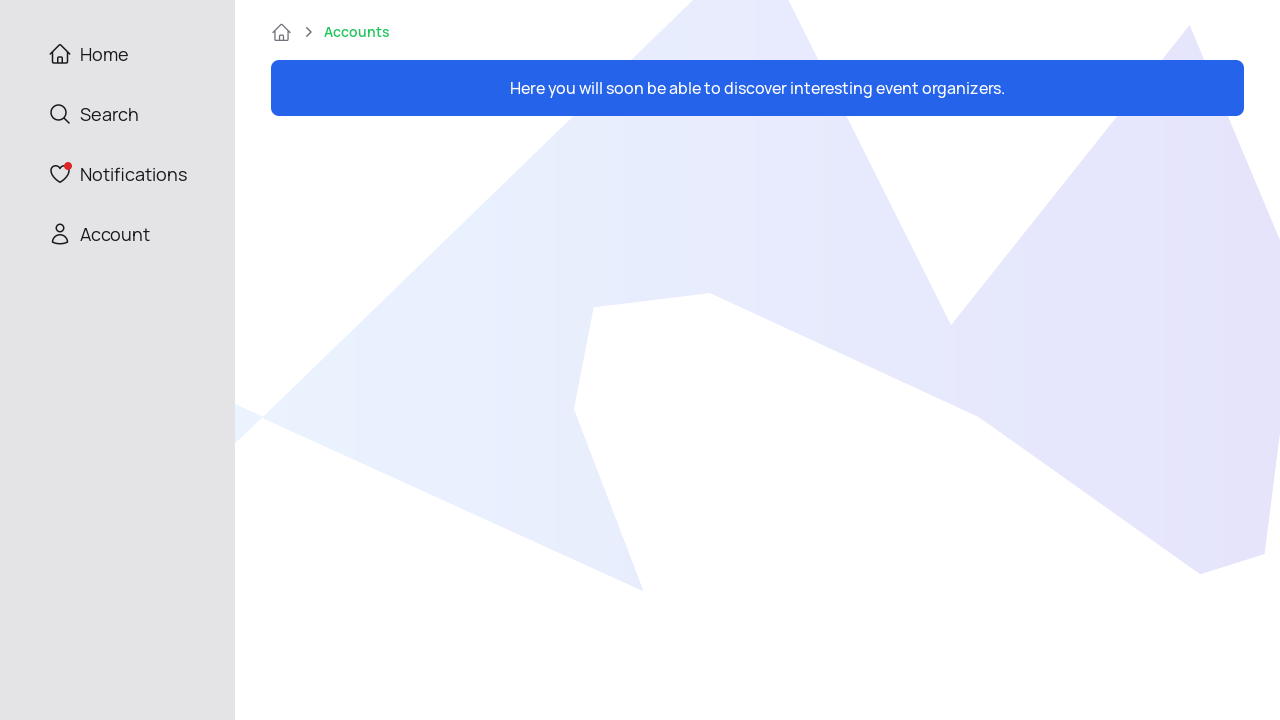 Home
Search
Notifications
Account
Accounts
Here you will soon be able to discover interesting event organizers.